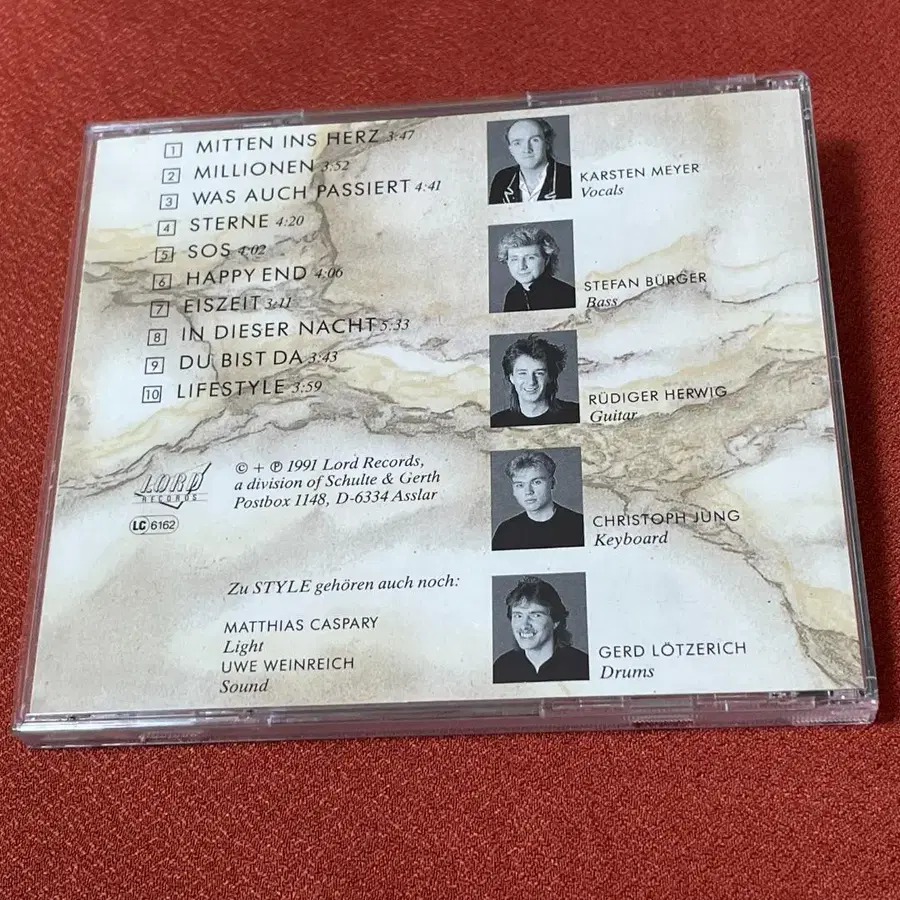 1 MITTEN INS HERZ 3:47
2 MILLIONEN 3:52
3 WAS AUCH PASSIERT 4:41
4 STERNE 4:20
5 SOS 4:02
6 HAPPY END 4:06
7 EISZEIT 3:11
8 IN DIESER NACHT 5:33
9 DU BIST DA 3:43
10 LIFESTYLE 3:59
LORD
RECORDS
LC 6162
© + ℗ 1991 Lord Records,
a division of Schulte & Gerth
Postbox 1148, D-6334 Asslar
Zu STYLE gehören auch noch:
MATTHIAS CASPARY
Light
UWE WEINREICH
Sound
KARSTEN MEYER
Vocals
STEFAN BÜRGER
Bass
RÜDIGER HERWIG
Guitar
CHRISTOPH JUNG
Keyboard
GERD LÖTZERICH
Drums